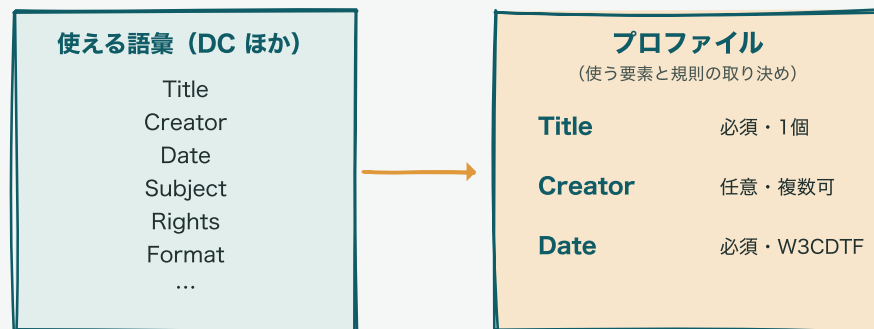 使える語彙（DC ほか）
Title
Creator
Date
Subject
Rights
Format
…
プロファイル
（使う要素と規則の取り決め）
Title 必須・1個
Creator 任意・複数可
Date 必須・W3CDTF